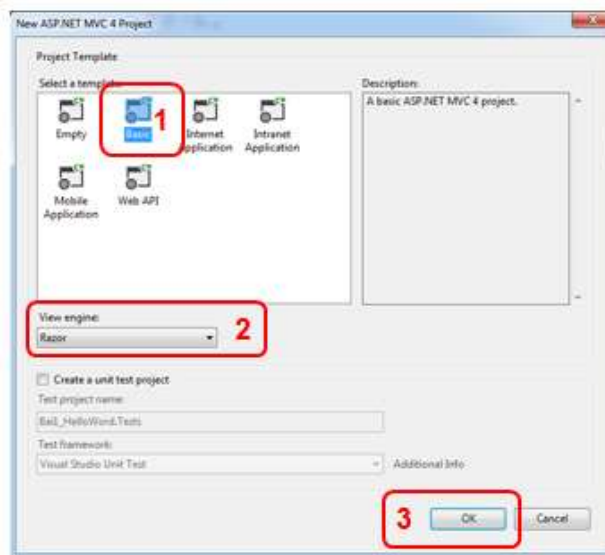 New ASP.NET MVC 4 Project
Project Template
Select a template:
Description:
Empty
Basic
Internet Application
Intranet Application
A basic ASP.NET MVC 4 project.
1
Mobile Application
Web API
View engine:
Razor
2
Create a unit test project
Test project name:
Bai1_HelloWord.Tests
Test framework:
Visual Studio Unit Test
Additional Info
3
OK
Cancel